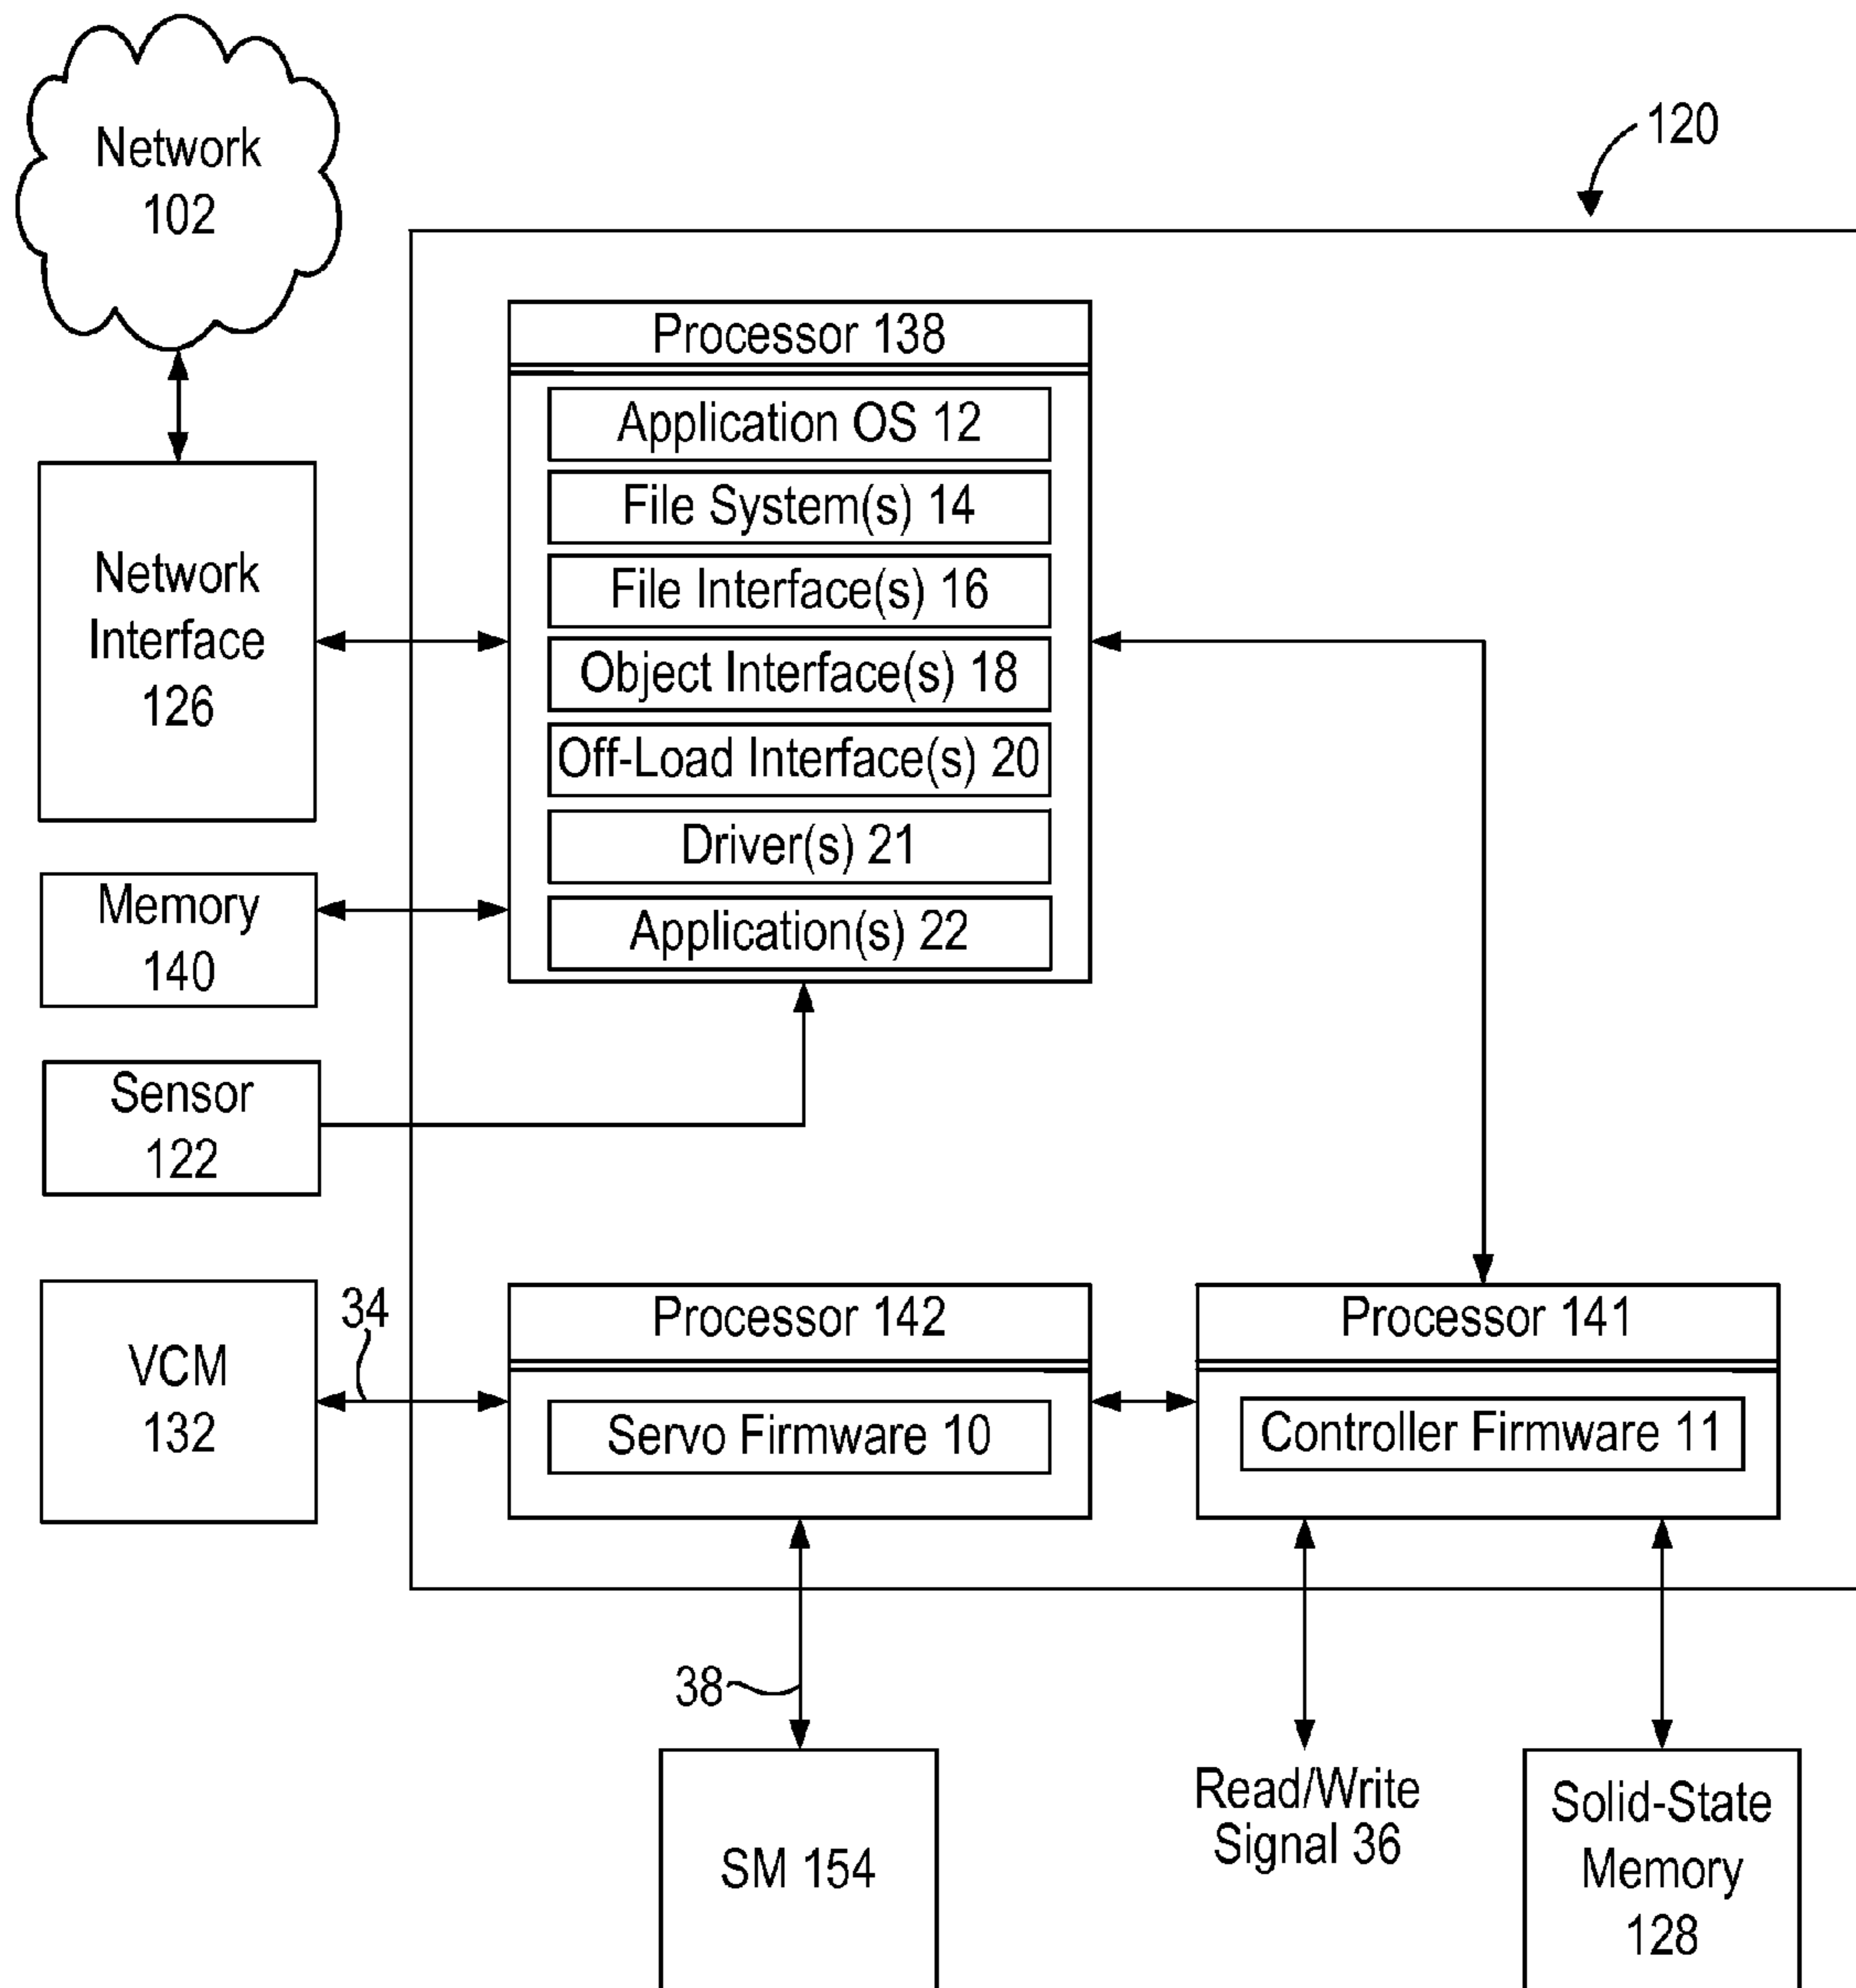 Network
102
120
Processor 138
Application OS 12
File System(s) 14
File Interface(s) 16
Object Interface(s) 18
Off-Load Interface(s) 20
Driver(s) 21
Application(s) 22
Network
Interface
126
Memory
140
Sensor
122
VCM
132
34
Processor 142
Servo Firmware 10
Processor 141
Controller Firmware 11
38
SM 154
Read/Write
Signal 36
Solid-State
Memory
128